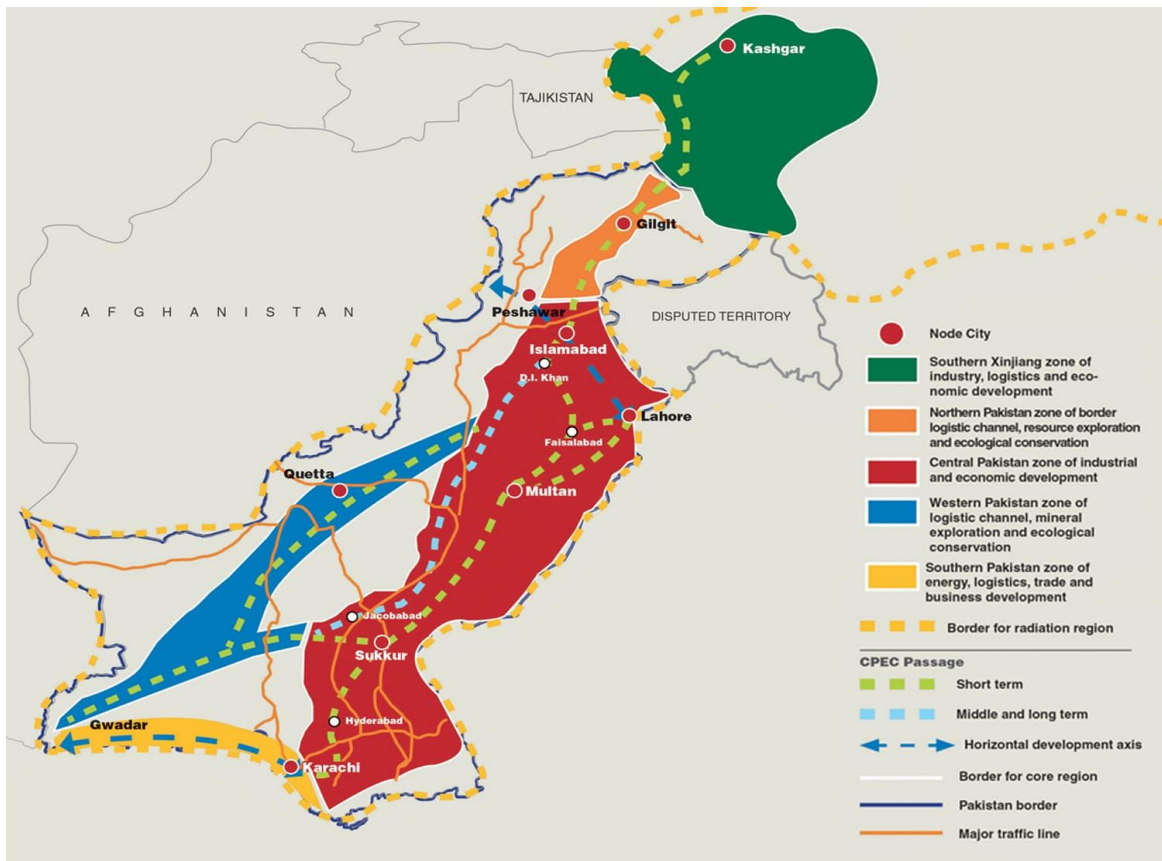 Kashgar
TAJIKISTAN
Gilgit
AFGHANISTAN
Peshawar
DISPUTED TERRITORY
Islamabad
D.I. Khan
Lahore
Faisalabad
Quetta
Multan
Jacobabad
Sukkur
Gwadar
Hyderabad
Karachi
Node City
Southern Xinjiang zone of
industry, logistics and eco-
nomic development
Northern Pakistan zone of border
logistic channel, resource exploration
and ecological conservation
Central Pakistan zone of industrial
and economic development
Western Pakistan zone of
logistic channel, mineral
exploration and ecological
conservation
Southern Pakistan zone of
energy, logistics, trade and
business development
Border for radiation region
CPEC Passage
Short term
Middle and long term
Horizontal development axis
Border for core region
Pakistan border
Major traffic line